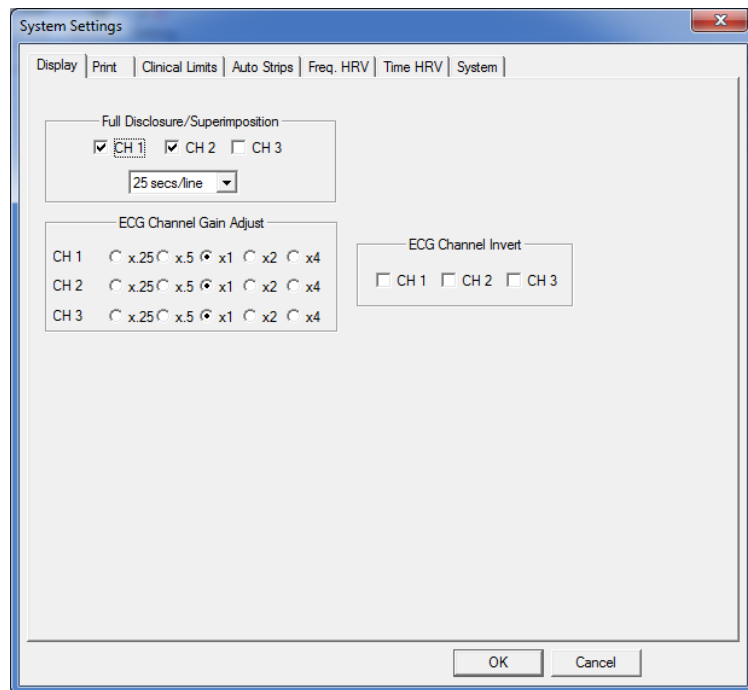 System Settings
Display Print Clinical Limits Auto Strips Freq. HRV Time HRV System
Full Disclosure/Superimposition
CH 1 CH 2 CH 3
25 secs/line
ECG Channel Gain Adjust
CH 1 x.25 x.5 x1 x2 x4
CH 2 x.25 x.5 x1 x2 x4
CH 3 x.25 x.5 x1 x2 x4
ECG Channel Invert
CH 1 CH 2 CH 3
OK Cancel